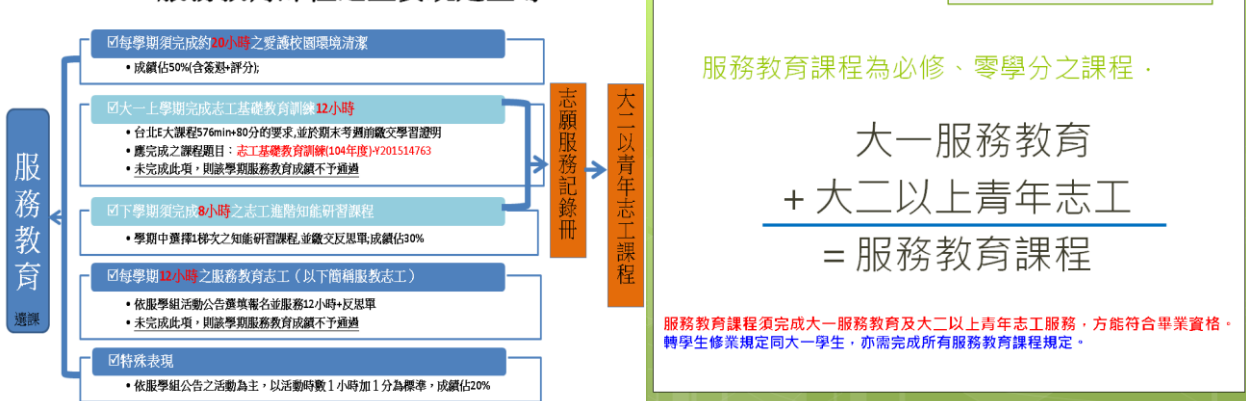 服務教育
選課
☑每學期須完成約20小時之愛護校園環境清潔
• 成績佔50%(含簽退+評分);
☑大一上學期完成志工基礎教育訓練12小時
• 台北E大課程576min+80分的要求,並於期末考週前繳交學習證明
• 應完成之課程題目：志工基礎教育訓練(104年度)-Y201514763
• 未完成此項，則該學期服務教育成績不予通過
☑下學期須完成8小時之志工進階知能研習課程
• 學期中選擇1梯次之知能研習課程,並繳交反思單;成績佔30%
☑每學期12小時之服務教育志工（以下簡稱服教志工）
• 依服學組活動公告選填報名並服務12小時+反思單
• 未完成此項，則該學期服務教育成績不予通過
☑特殊表現
• 依服學組公告之活動為主，以活動時數１小時加１分為標準，成績佔20%
志願服務記錄冊
大二以青年志工課程
服務教育課程為必修、零學分之課程．
大一服務教育
+ 大二以上青年志工
= 服務教育課程
服務教育課程須完成大一服務教育及大二以上青年志工服務，方能符合畢業資格。
轉學生修業規定同大一學生，亦需完成所有服務教育課程規定。